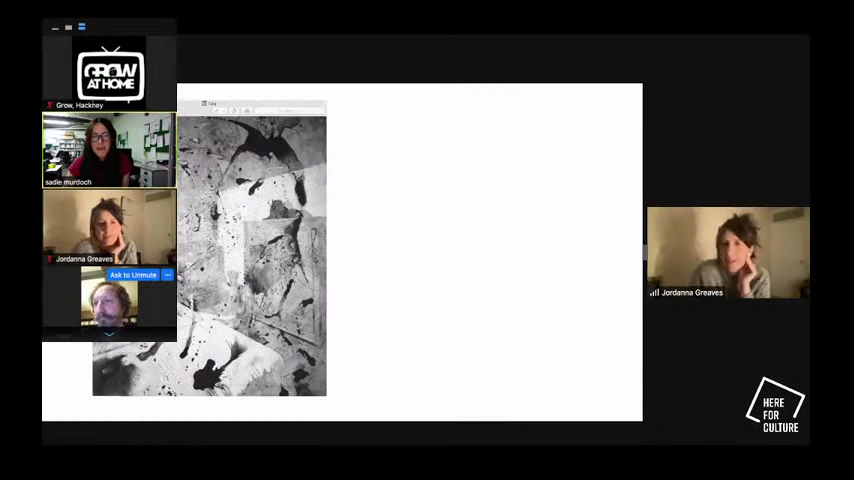 GROW
AT HOME
Grow, Hackney
sadie murdoch
Jordanna Greaves
Ask to Unmute
Jordanna Greaves
HERE
FOR
CULTURE